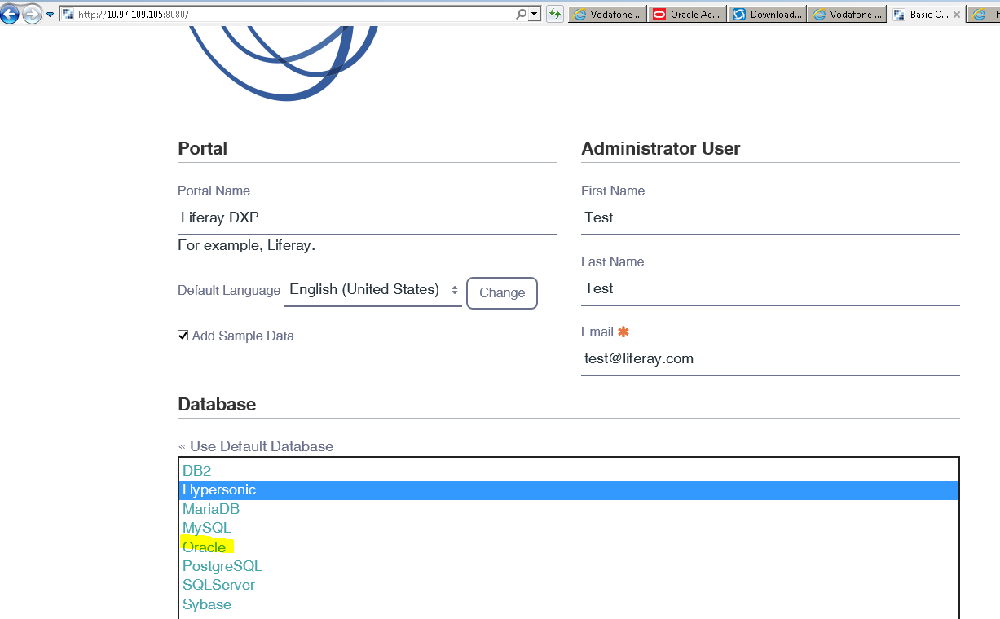 http://10.97.109.105:8080/
Vodafone ...
Oracle Ac...
Download...
Vodafone ...
Basic C...
Th
Portal
Portal Name
Liferay DXP
For example, Liferay.
Default Language English (United States) Change
Add Sample Data
Administrator User
First Name
Test
Last Name
Test
Email ✱
test@liferay.com
Database
« Use Default Database
DB2
Hypersonic
MariaDB
MySQL
Oracle
PostgreSQL
SQLServer
Sybase